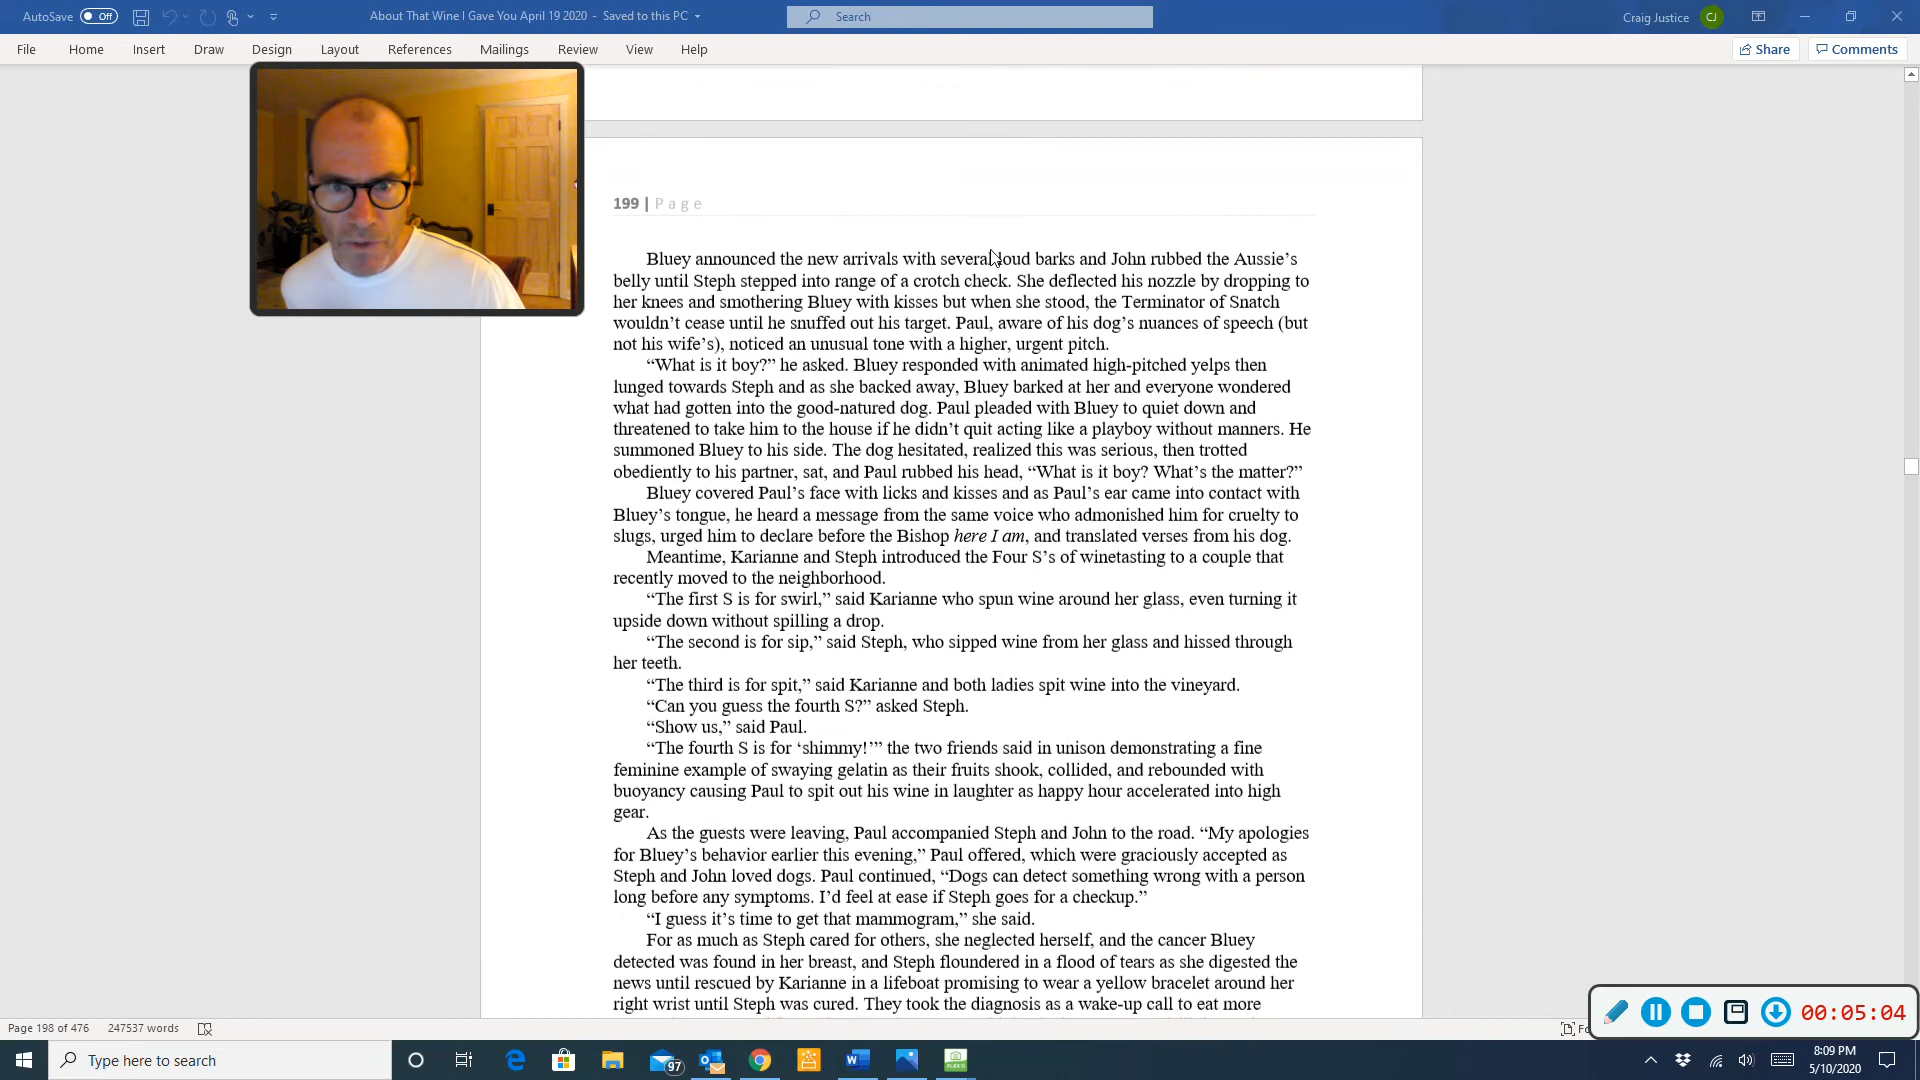 AutoSave Off About That Wine I Gave You April 19 2020 - Saved to this PC Search Craig Justice CJ
File Home Insert Draw Design Layout References Mailings Review View Help Share Comments
199 | Page
Bluey announced the new arrivals with several loud barks and John rubbed the Aussie’s
belly until Steph stepped into range of a crotch check. She deflected his nozzle by dropping to
her knees and smothering Bluey with kisses but when she stood, the Terminator of Snatch
wouldn’t cease until he snuffed out his target. Paul, aware of his dog’s nuances of speech (but
not his wife’s), noticed an unusual tone with a higher, urgent pitch.
“What is it boy?” he asked. Bluey responded with animated high-pitched yelps then
lunged towards Steph and as she backed away, Bluey barked at her and everyone wondered
what had gotten into the good-natured dog. Paul pleaded with Bluey to quiet down and
threatened to take him to the house if he didn’t quit acting like a playboy without manners. He
summoned Bluey to his side. The dog hesitated, realized this was serious, then trotted
obediently to his partner, sat, and Paul rubbed his head, “What is it boy? What’s the matter?”
Bluey covered Paul’s face with licks and kisses and as Paul’s ear came into contact with
Bluey’s tongue, he heard a message from the same voice who admonished him for cruelty to
slugs, urged him to declare before the Bishop here I am, and translated verses from his dog.
Meantime, Karianne and Steph introduced the Four S’s of winetasting to a couple that
recently moved to the neighborhood.
“The first S is for swirl,” said Karianne who spun wine around her glass, even turning it
upside down without spilling a drop.
“The second is for sip,” said Steph, who sipped wine from her glass and hissed through
her teeth.
“The third is for spit,” said Karianne and both ladies spit wine into the vineyard.
“Can you guess the fourth S?” asked Steph.
“Show us,” said Paul.
“The fourth S is for ‘shimmy!’” the two friends said in unison demonstrating a fine
feminine example of swaying gelatin as their fruits shook, collided, and rebounded with
buoyancy causing Paul to spit out his wine in laughter as happy hour accelerated into high
gear.
As the guests were leaving, Paul accompanied Steph and John to the road. “My apologies
for Bluey’s behavior earlier this evening,” Paul offered, which were graciously accepted as
Steph and John loved dogs. Paul continued, “Dogs can detect something wrong with a person
long before any symptoms. I’d feel at ease if Steph goes for a checkup.”
“I guess it’s time to get that mammogram,” she said.
For as much as Steph cared for others, she neglected herself, and the cancer Bluey
detected was found in her breast, and Steph floundered in a flood of tears as she digested the
news until rescued by Karianne in a lifeboat promising to wear a yellow bracelet around her
right wrist until Steph was cured. They took the diagnosis as a wake-up call to eat more
00:05:04
Page 198 of 476 247537 words
Type here to search 97 8:09 PM
5/10/2020